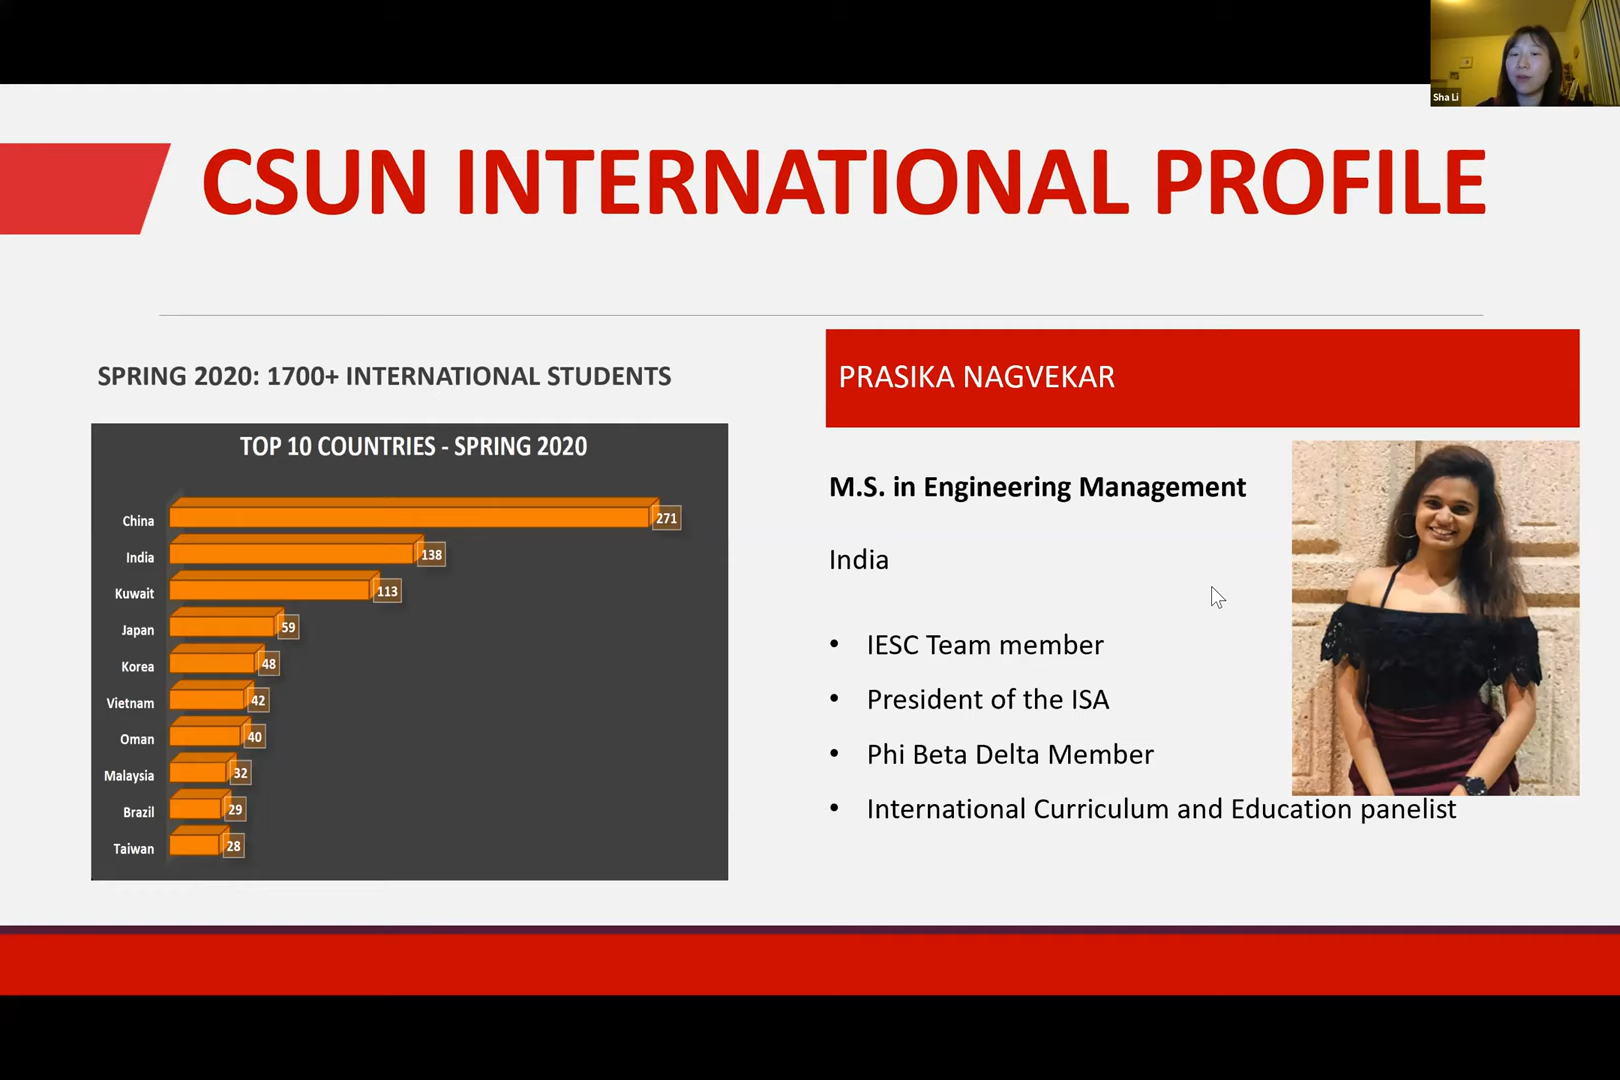 Sha Li
CSUN INTERNATIONAL PROFILE
SPRING 2020: 1700+ INTERNATIONAL STUDENTS
TOP 10 COUNTRIES - SPRING 2020
China 271
India 138
Kuwait 113
Japan 59
Korea 48
Vietnam 42
Oman 40
Malaysia 32
Brazil 29
Taiwan 28
PRASIKA NAGVEKAR
M.S. in Engineering Management
India
• IESC Team member
• President of the ISA
• Phi Beta Delta Member
• International Curriculum and Education panelist